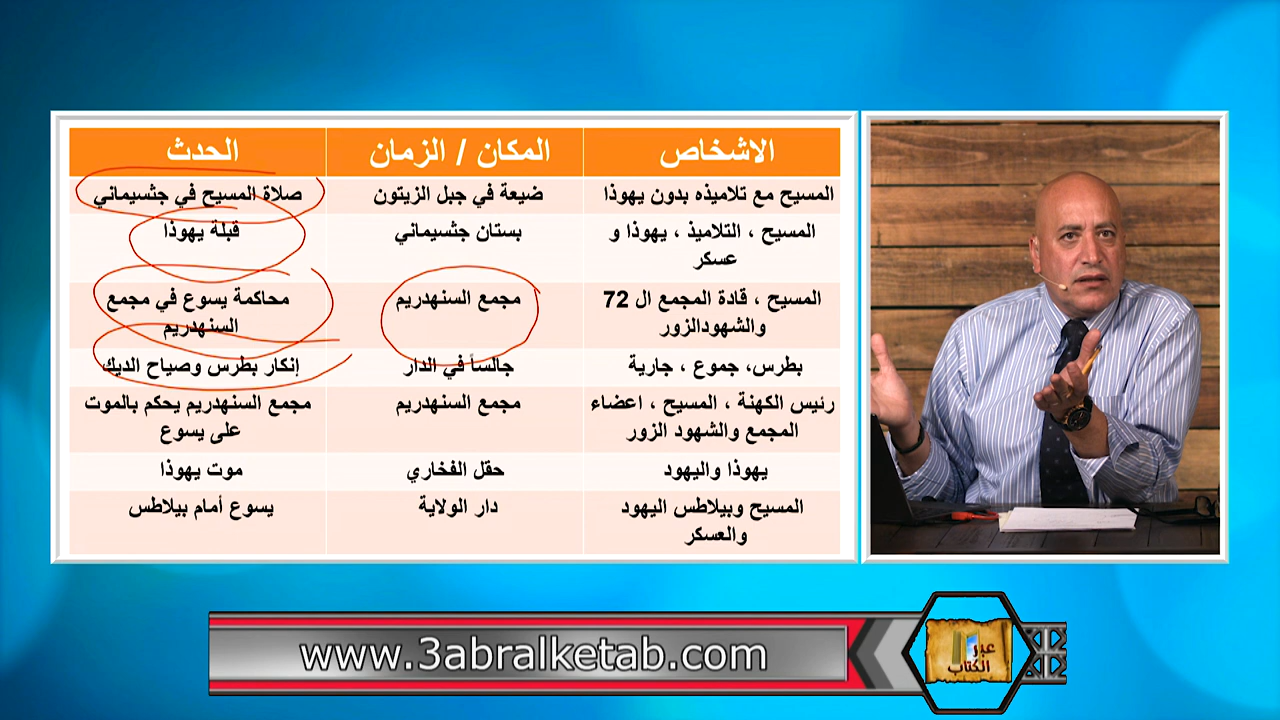 الاشخاص
المكان / الزمان
الحدث
المسيح مع تلاميذه بدون يهوذا
ضيعة في جبل الزيتون
صلاة المسيح في جثسيماني
المسيح ، التلاميذ ، يهوذا و
عسكر
بستان جثسيماني
قبلة يهوذا
المسيح ، قادة المجمع ال 72
والشهودالزور
مجمع السنهدريم
محاكمة يسوع في مجمع
السنهدريم
بطرس، جموع ، جارية
جالساً في الدار
إنكار بطرس وصياح الديك
رئيس الكهنة ، المسيح ، اعضاء
المجمع والشهود الزور
مجمع السنهدريم
مجمع السنهدريم يحكم بالموت
على يسوع
يهوذا واليهود
حقل الفخاري
موت يهوذا
المسيح وبيلاطس اليهود
والعسكر
دار الولاية
يسوع أمام بيلاطس
www.3abralketab.com
عبر
الكتاب